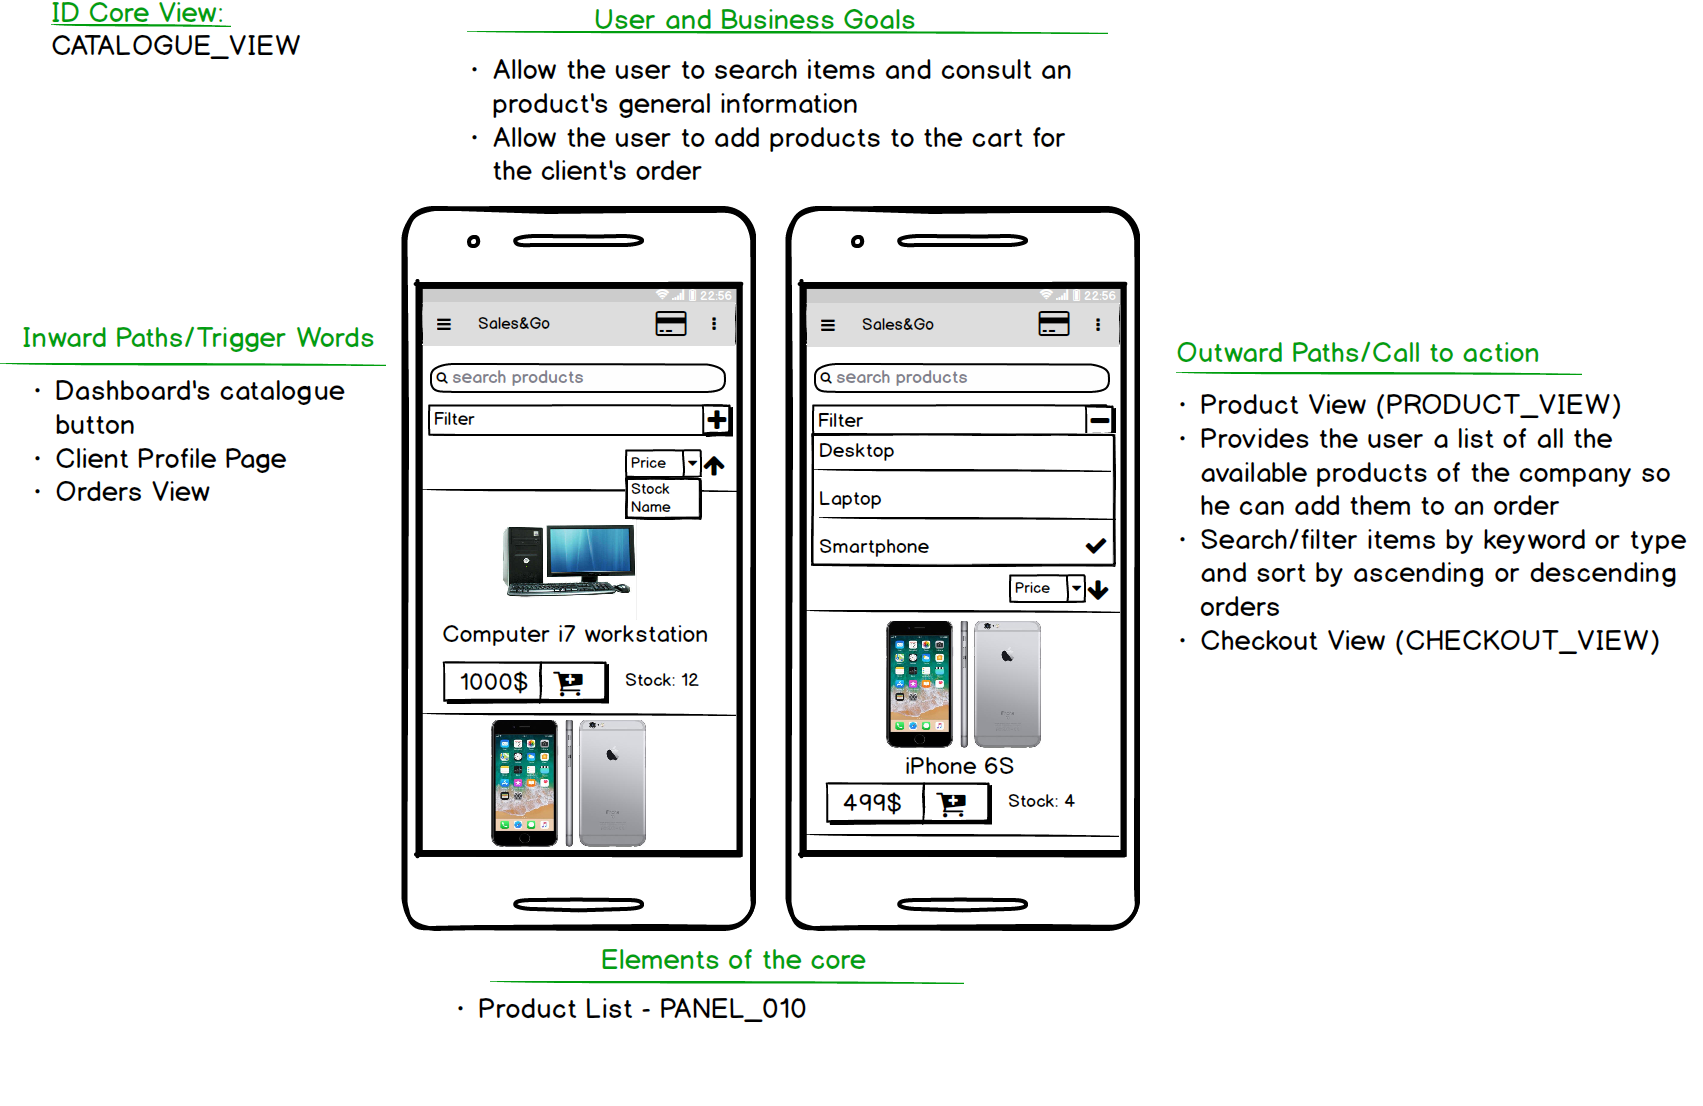 ID Core View:
CATALOGUE_VIEW
User and Business Goals
· Allow the user to search items and consult an
product's general information
· Allow the user to add products to the cart for
the client's order
Inward Paths/Trigger Words
· Dashboard's catalogue
button
· Client Profile Page
· Orders View
22:56
Sales&Go
search products
Filter
Price
Stock
Name
Computer i7 workstation
1000$
Stock: 12
22:56
Sales&Go
search products
Filter
Desktop
Laptop
Smartphone
Price
iPhone 6S
499$
Stock: 4
Outward Paths/Call to action
· Product View (PRODUCT_VIEW)
· Provides the user a list of all the
available products of the company so
he can add them to an order
· Search/filter items by keyword or type
and sort by ascending or descending
orders
· Checkout View (CHECKOUT_VIEW)
Elements of the core
· Product List - PANEL_010